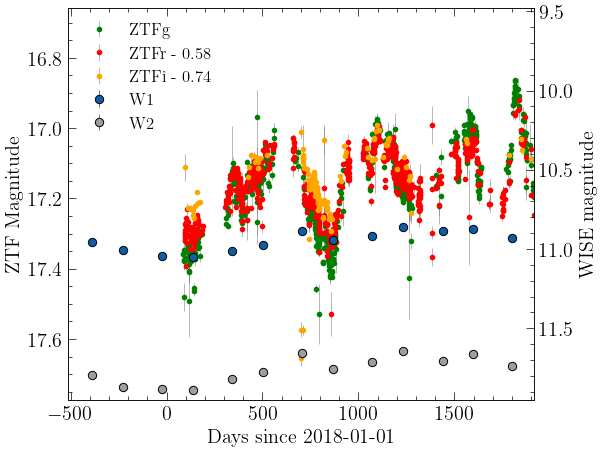 ZTFg
ZTFr - 0.58
ZTFi - 0.74
W1
W2
ZTF Magnitude
16.8
17.0
17.2
17.4
17.6
WISE magnitude
9.5
10.0
10.5
11.0
11.5
−500
0
500
1000
1500
Days since 2018-01-01